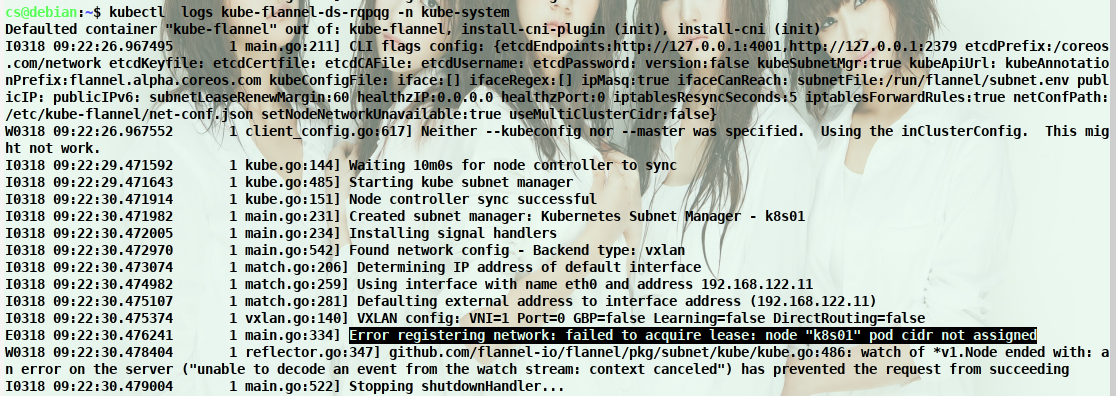 cs@debian:~$ kubectl  logs kube-flannel-ds-rqpqg -n kube-system
Defaulted container "kube-flannel" out of: kube-flannel, install-cni-plugin (init), install-cni (init)
I0318 09:22:26.967495       1 main.go:211] CLI flags config: {etcdEndpoints:http://127.0.0.1:4001,http://127.0.0.1:2379 etcdPrefix:/coreos
.com/network etcdKeyfile: etcdCertfile: etcdCAFile: etcdUsername: etcdPassword: version:false kubeSubnetMgr:true kubeApiUrl: kubeAnnotatio
nPrefix:flannel.alpha.coreos.com kubeConfigFile: iface:[] ifaceRegex:[] ipMasq:true ifaceCanReach: subnetFile:/run/flannel/subnet.env publ
icIP: publicIPv6: subnetLeaseRenewMargin:60 healthzIP:0.0.0.0 healthzPort:0 iptablesResyncSeconds:5 iptablesForwardRules:true netConfPath:
/etc/kube-flannel/net-conf.json setNodeNetworkUnavailable:true useMultiClusterCidr:false}
W0318 09:22:26.967552       1 client_config.go:617] Neither --kubeconfig nor --master was specified.  Using the inClusterConfig.  This mig
ht not work.
I0318 09:22:29.471592       1 kube.go:144] Waiting 10m0s for node controller to sync
I0318 09:22:29.471643       1 kube.go:485] Starting kube subnet manager
I0318 09:22:30.471914       1 kube.go:151] Node controller sync successful
I0318 09:22:30.471982       1 main.go:231] Created subnet manager: Kubernetes Subnet Manager - k8s01
I0318 09:22:30.472005       1 main.go:234] Installing signal handlers
I0318 09:22:30.472970       1 main.go:542] Found network config - Backend type: vxlan
I0318 09:22:30.473074       1 match.go:206] Determining IP address of default interface
I0318 09:22:30.474982       1 match.go:259] Using interface with name eth0 and address 192.168.122.11
I0318 09:22:30.475107       1 match.go:281] Defaulting external address to interface address (192.168.122.11)
I0318 09:22:30.475374       1 vxlan.go:140] VXLAN config: VNI=1 Port=0 GBP=false Learning=false DirectRouting=false
E0318 09:22:30.476241       1 main.go:334] Error registering network: failed to acquire lease: node "k8s01" pod cidr not assigned
W0318 09:22:30.478404       1 reflector.go:347] github.com/flannel-io/flannel/pkg/subnet/kube/kube.go:486: watch of *v1.Node ended with: a
n error on the server ("unable to decode an event from the watch stream: context canceled") has prevented the request from succeeding
I0318 09:22:30.479004       1 main.go:522] Stopping shutdownHandler...